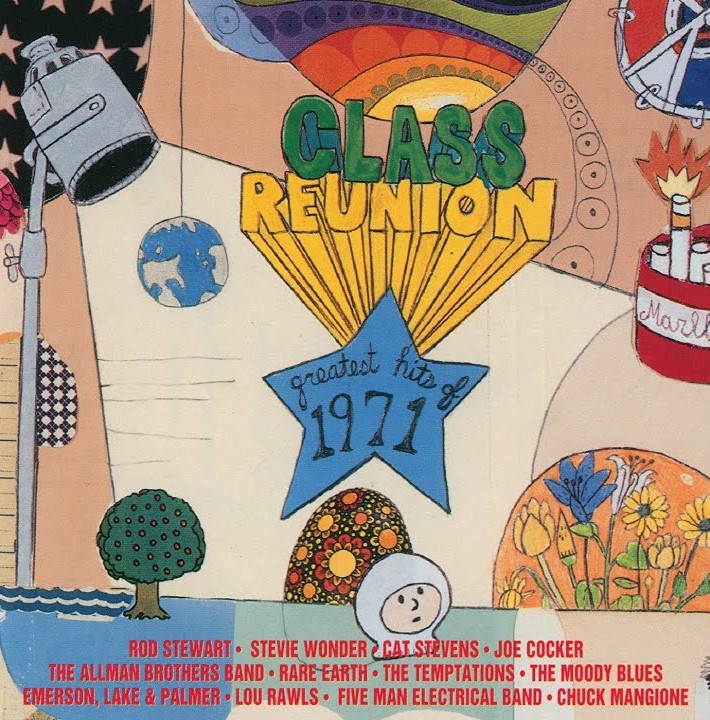 CLASS
REUNION
Marll
greatest hits of
1971
ROD STEWART • STEVIE WONDER • CAT STEVENS • JOE COCKER
THE ALLMAN BROTHERS BAND • RARE EARTH • THE TEMPTATIONS • THE MOODY BLUES
EMERSON, LAKE & PALMER • LOU RAWLS • FIVE MAN ELECTRICAL BAND • CHUCK MANGIONE